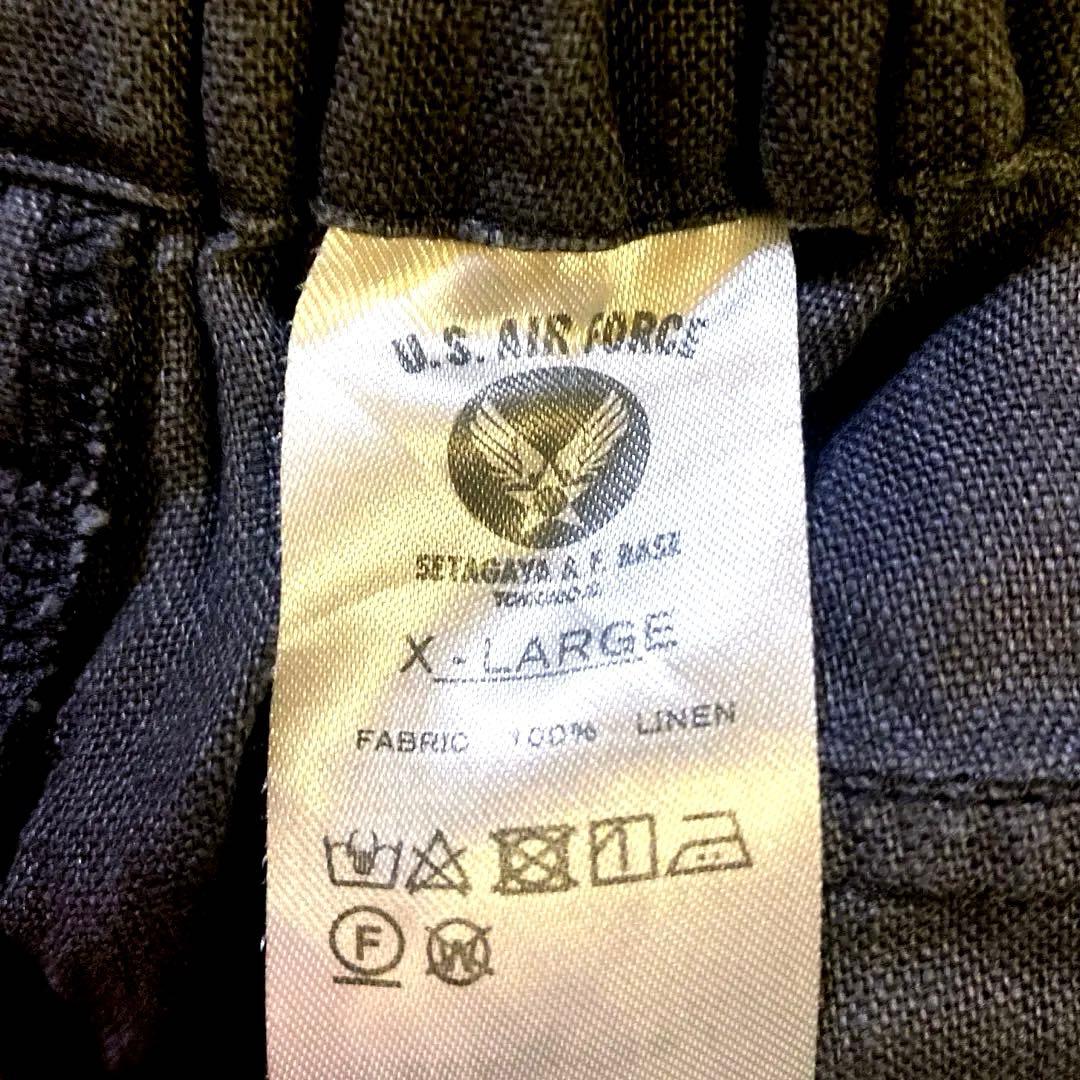 U.S. AIR FORCE
SETAGAYA A.F. BASE
X-LARGE
FABRIC 100% LINEN
F
W